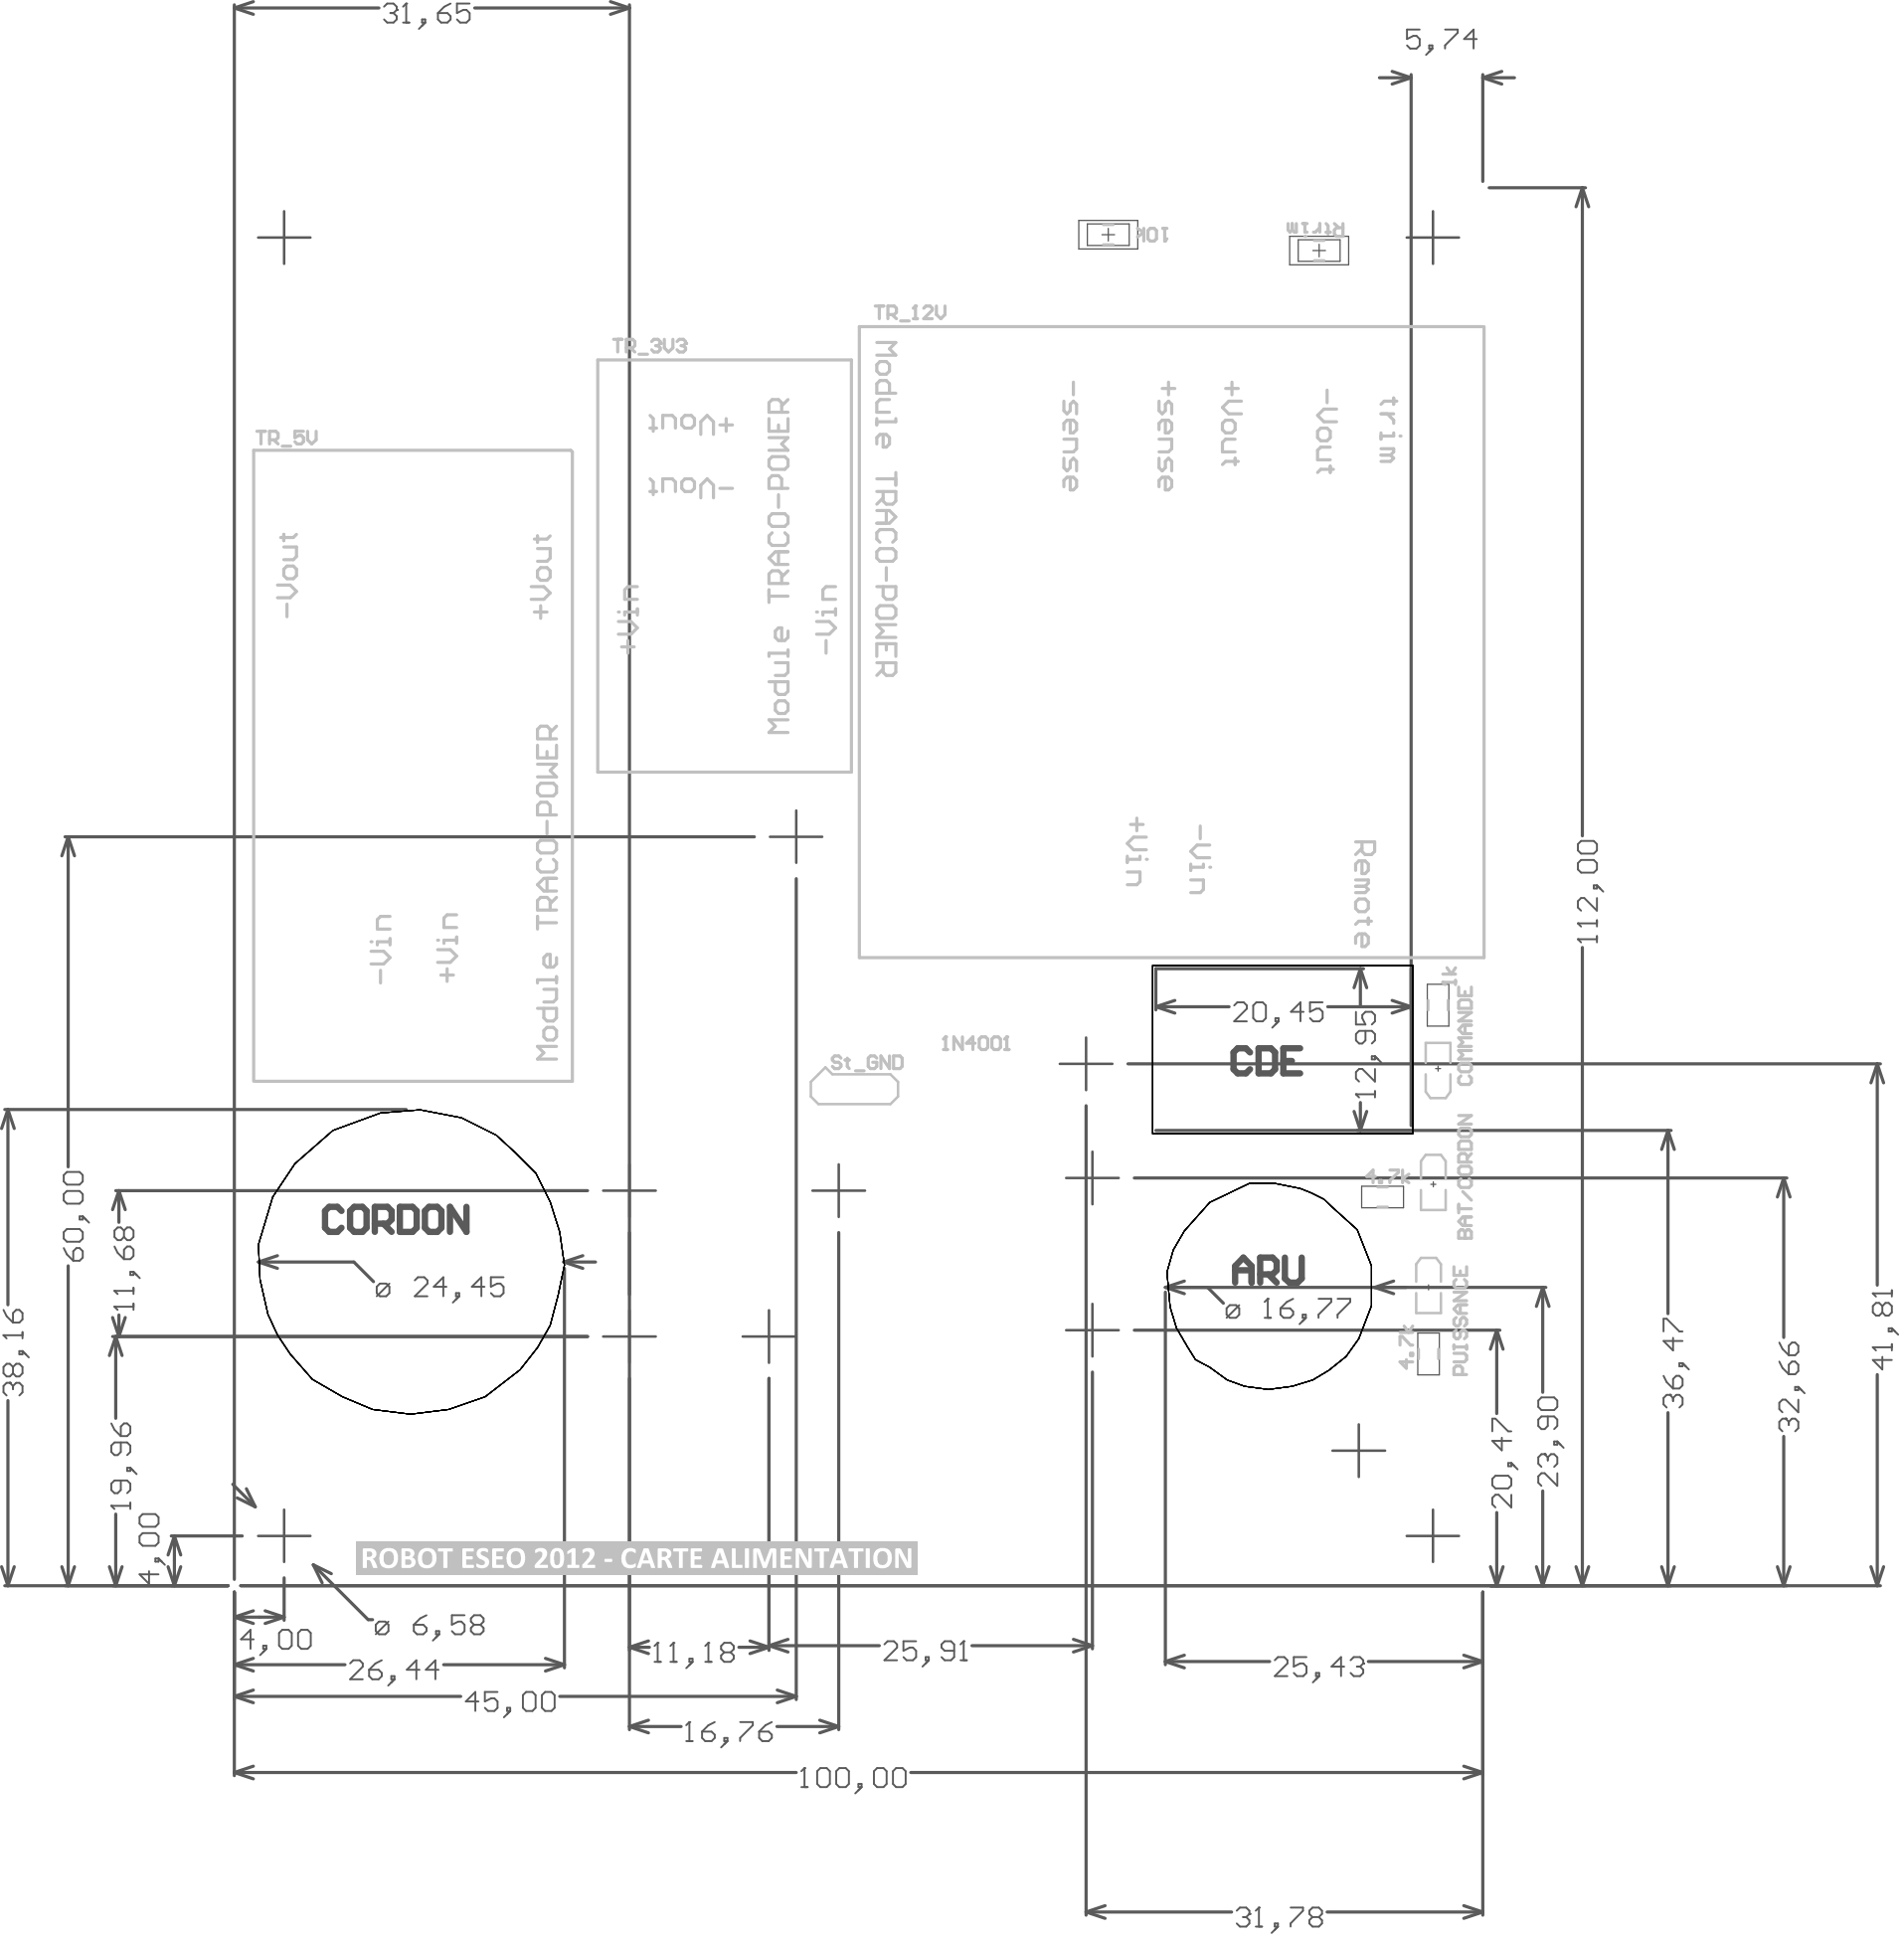 31,65
5,74
10k
Rtrim
TR_12V
TR_3V3
TR_5V
Module TRACO-POWER
-sense
+sense
+Vout
-Vout
trim
+Vout
-Vout
Module TRACO-POWER
+Vin
-Vin
-Vout
+Vout
Module TRACO-POWER
-Vin
+Vin
+Vin
-Vin
Remote
112,00
20,45
12,95
CDE
1k
COMMANDE
1N4001
St_GND
BAT/CORDON
4.7k
CORDON
ø 24,45
ARU
ø 16,77
PUISSANCE
4.7k
60,00
11,68
38,16
19,96
4,00
20,47
23,90
36,47
32,66
41,81
ROBOT ESEO 2012 - CARTE ALIMENTATION
ø 6,58
4,00
26,44
11,18
25,91
25,43
45,00
16,76
100,00
31,78